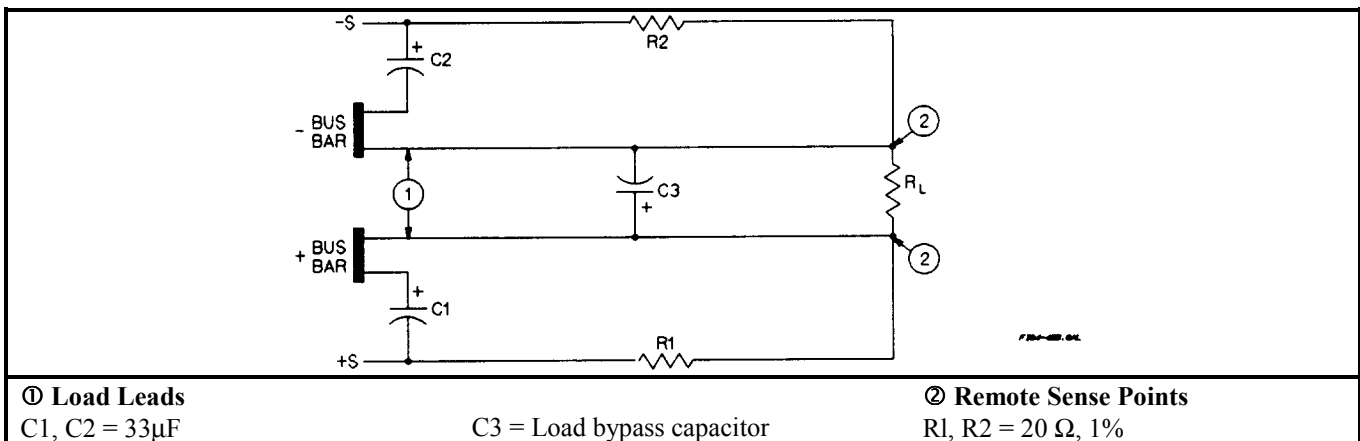 -S
R2
+
C2
- BUS BAR
2
1
C3
+
RL
+ BUS BAR
2
+
C1
R1
+S
① Load Leads
② Remote Sense Points
C1, C2 = 33µF
C3 = Load bypass capacitor
Rl, R2 = 20 Ω, 1%